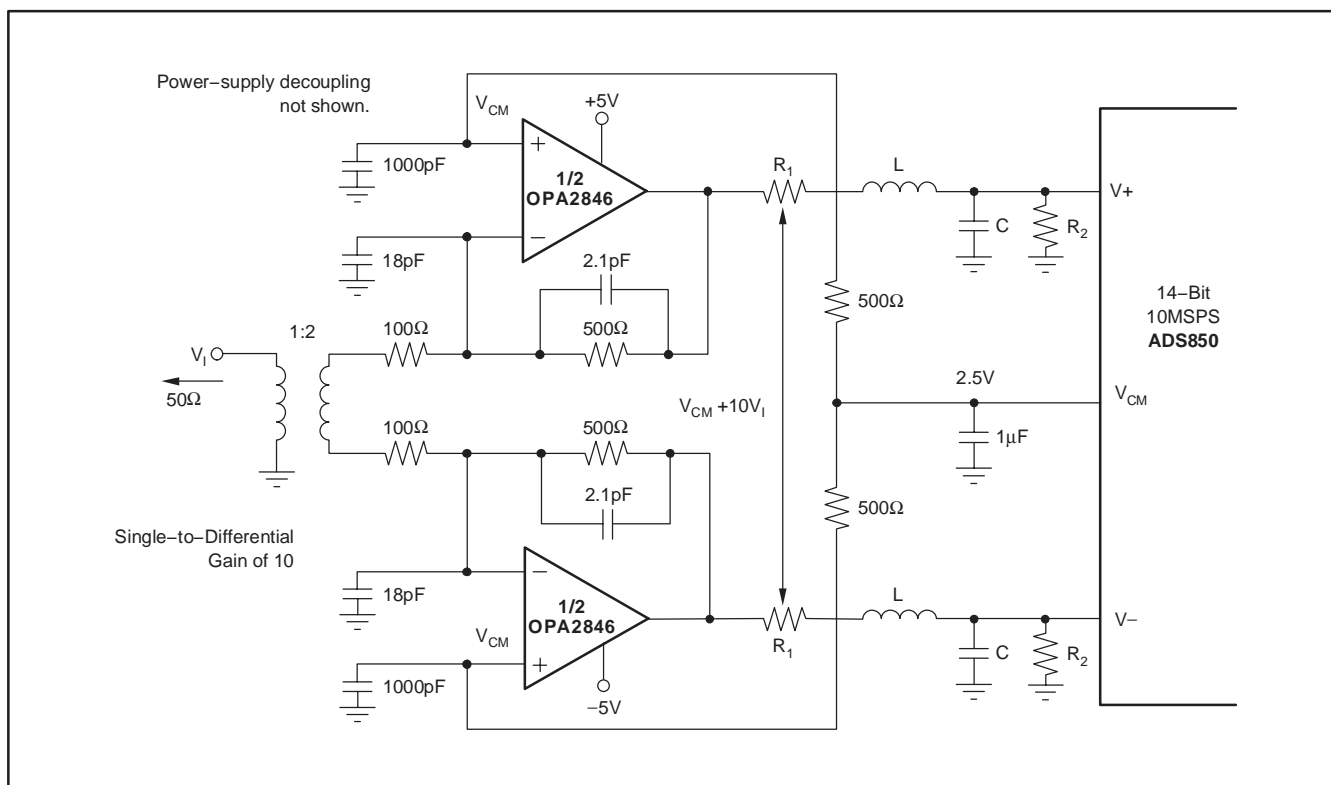 Power−supply decoupling
not shown.
V_CM
+5V
+
1000pF
1/2
OPA2846
−
18pF
2.1pF
R_1
L
C
R_2
V+
14−Bit
10MSPS
ADS850
500Ω
1:2
V_I
50Ω
100Ω
500Ω
2.5V
V_CM
V_CM +10V_I
1μF
100Ω
500Ω
2.1pF
500Ω
Single−to−Differential
Gain of 10
−
18pF
1/2
OPA2846
V_CM
+
1000pF
−5V
R_1
L
C
R_2
V−